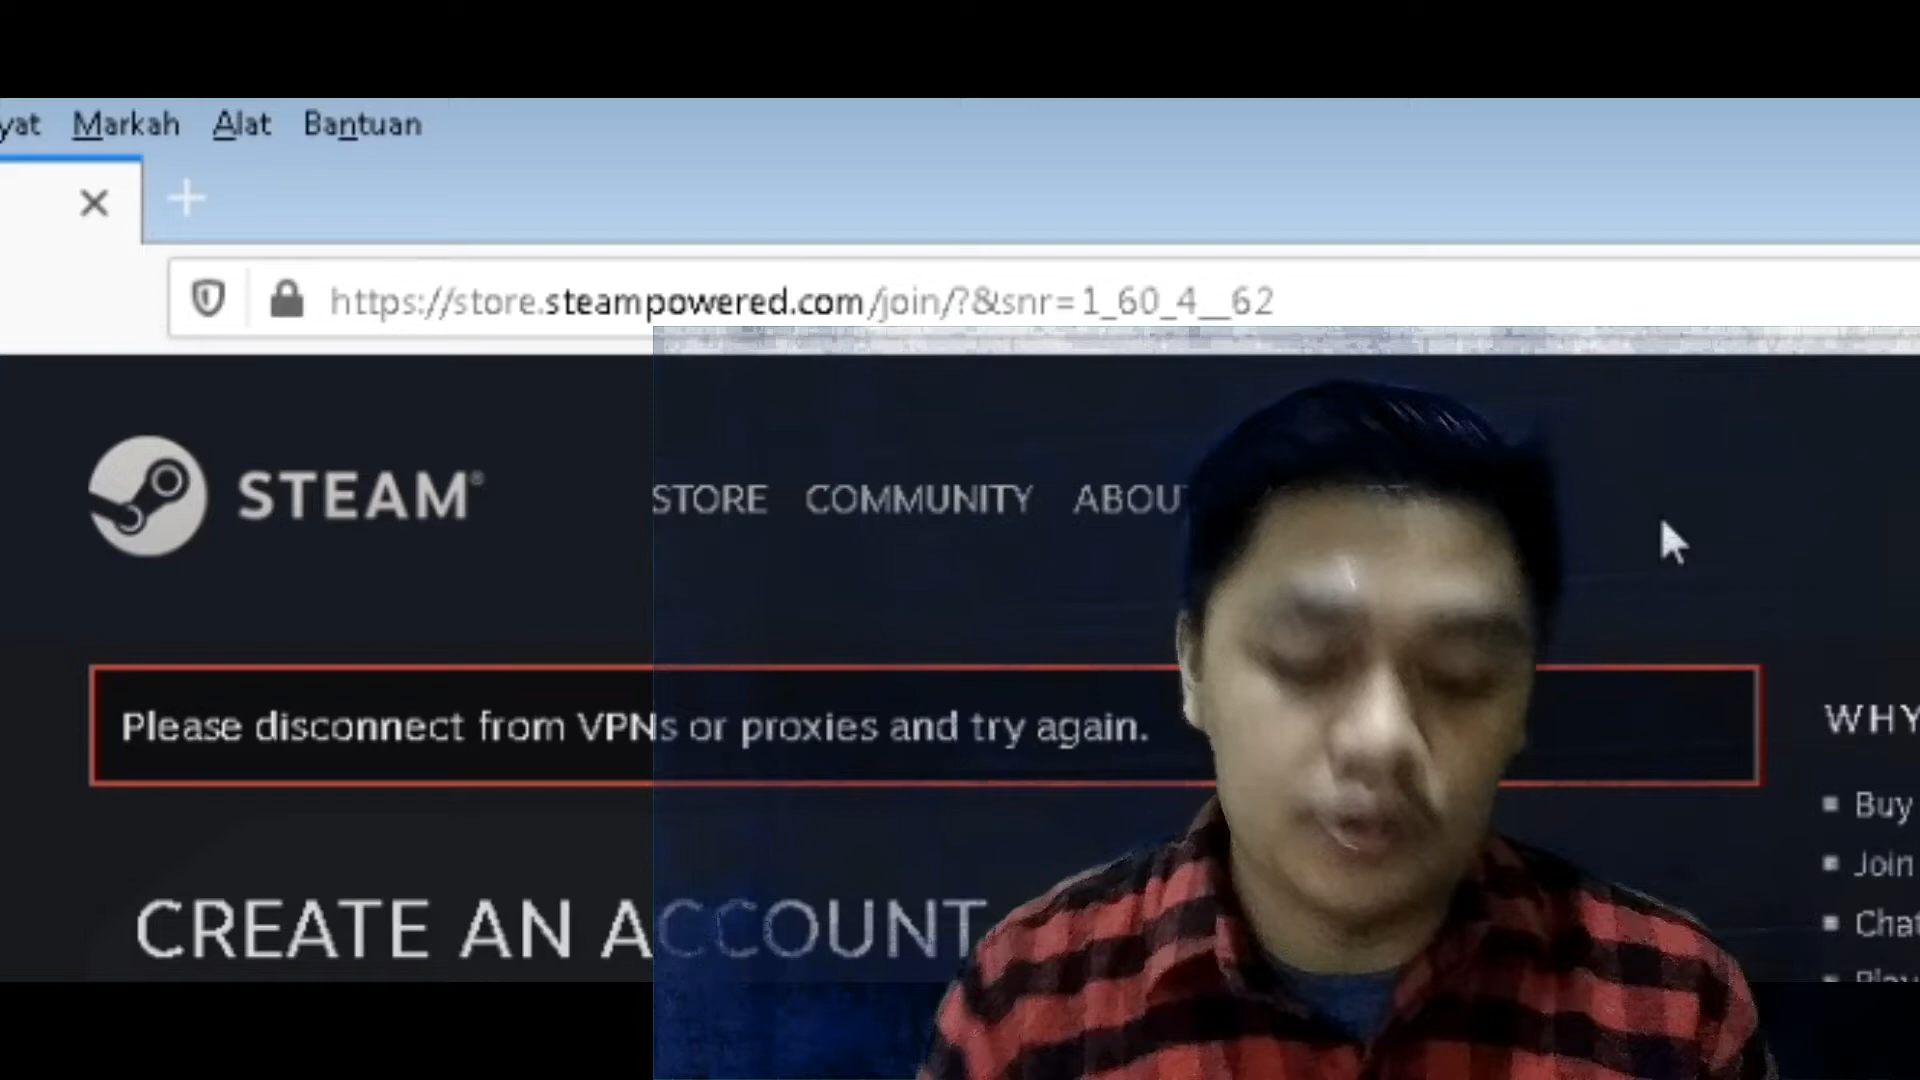 yat Markah Alat Bantuan
https://store.steampowered.com/join/?&snr=1_60_4__62
STEAM®
STORE COMMUNITY ABOU
Please disconnect from VPNs or proxies and try again.
CREATE AN ACCOUNT
WHY
Buy
Join
Chat
Play